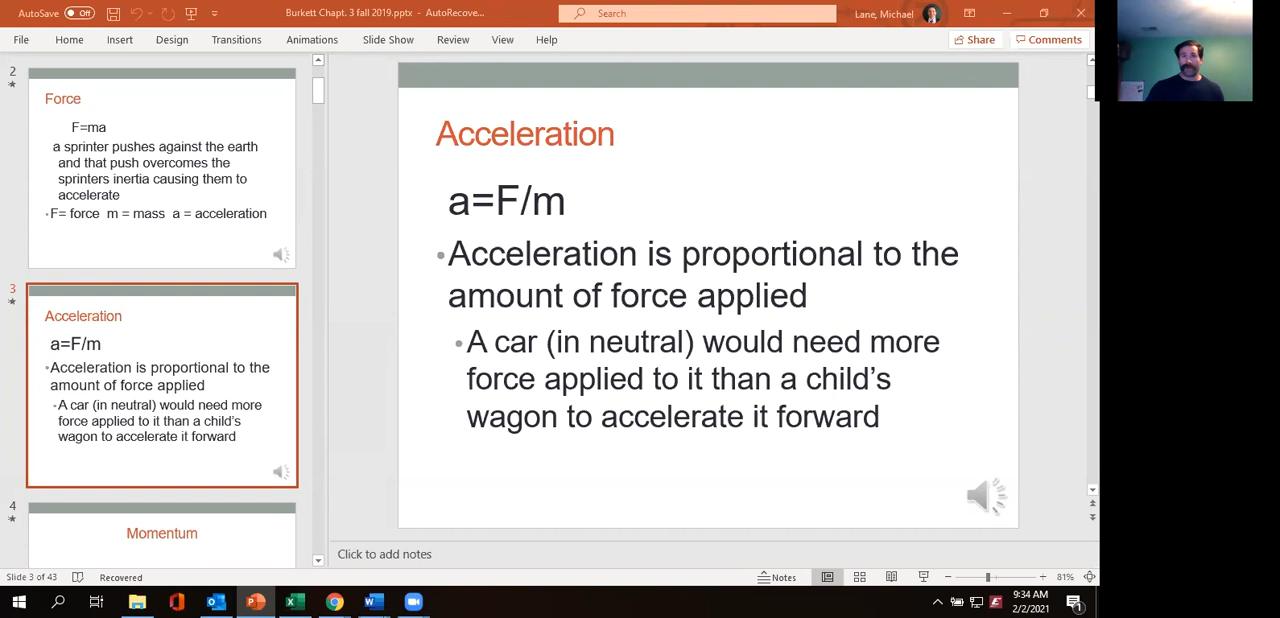 AutoSave
Off
Burkett Chapt. 3 fall 2019.pptx - AutoRecove...
Search
Lane, Michael
File
Home
Insert
Design
Transitions
Animations
Slide Show
Review
View
Help
Share
Comments
2
Force
F=ma
a sprinter pushes against the earth
and that push overcomes the
sprinters inertia causing them to
accelerate
F= force m = mass a = acceleration
3
Acceleration
a=F/m
Acceleration is proportional to the
amount of force applied
A car (in neutral) would need more
force applied to it than a child's
wagon to accelerate it forward
4
Momentum
Acceleration
a=F/m
Acceleration is proportional to the
amount of force applied
A car (in neutral) would need more
force applied to it than a child's
wagon to accelerate it forward
Click to add notes
Slide 3 of 43
Recovered
Notes
81%
9:34 AM
2/2/2021
1